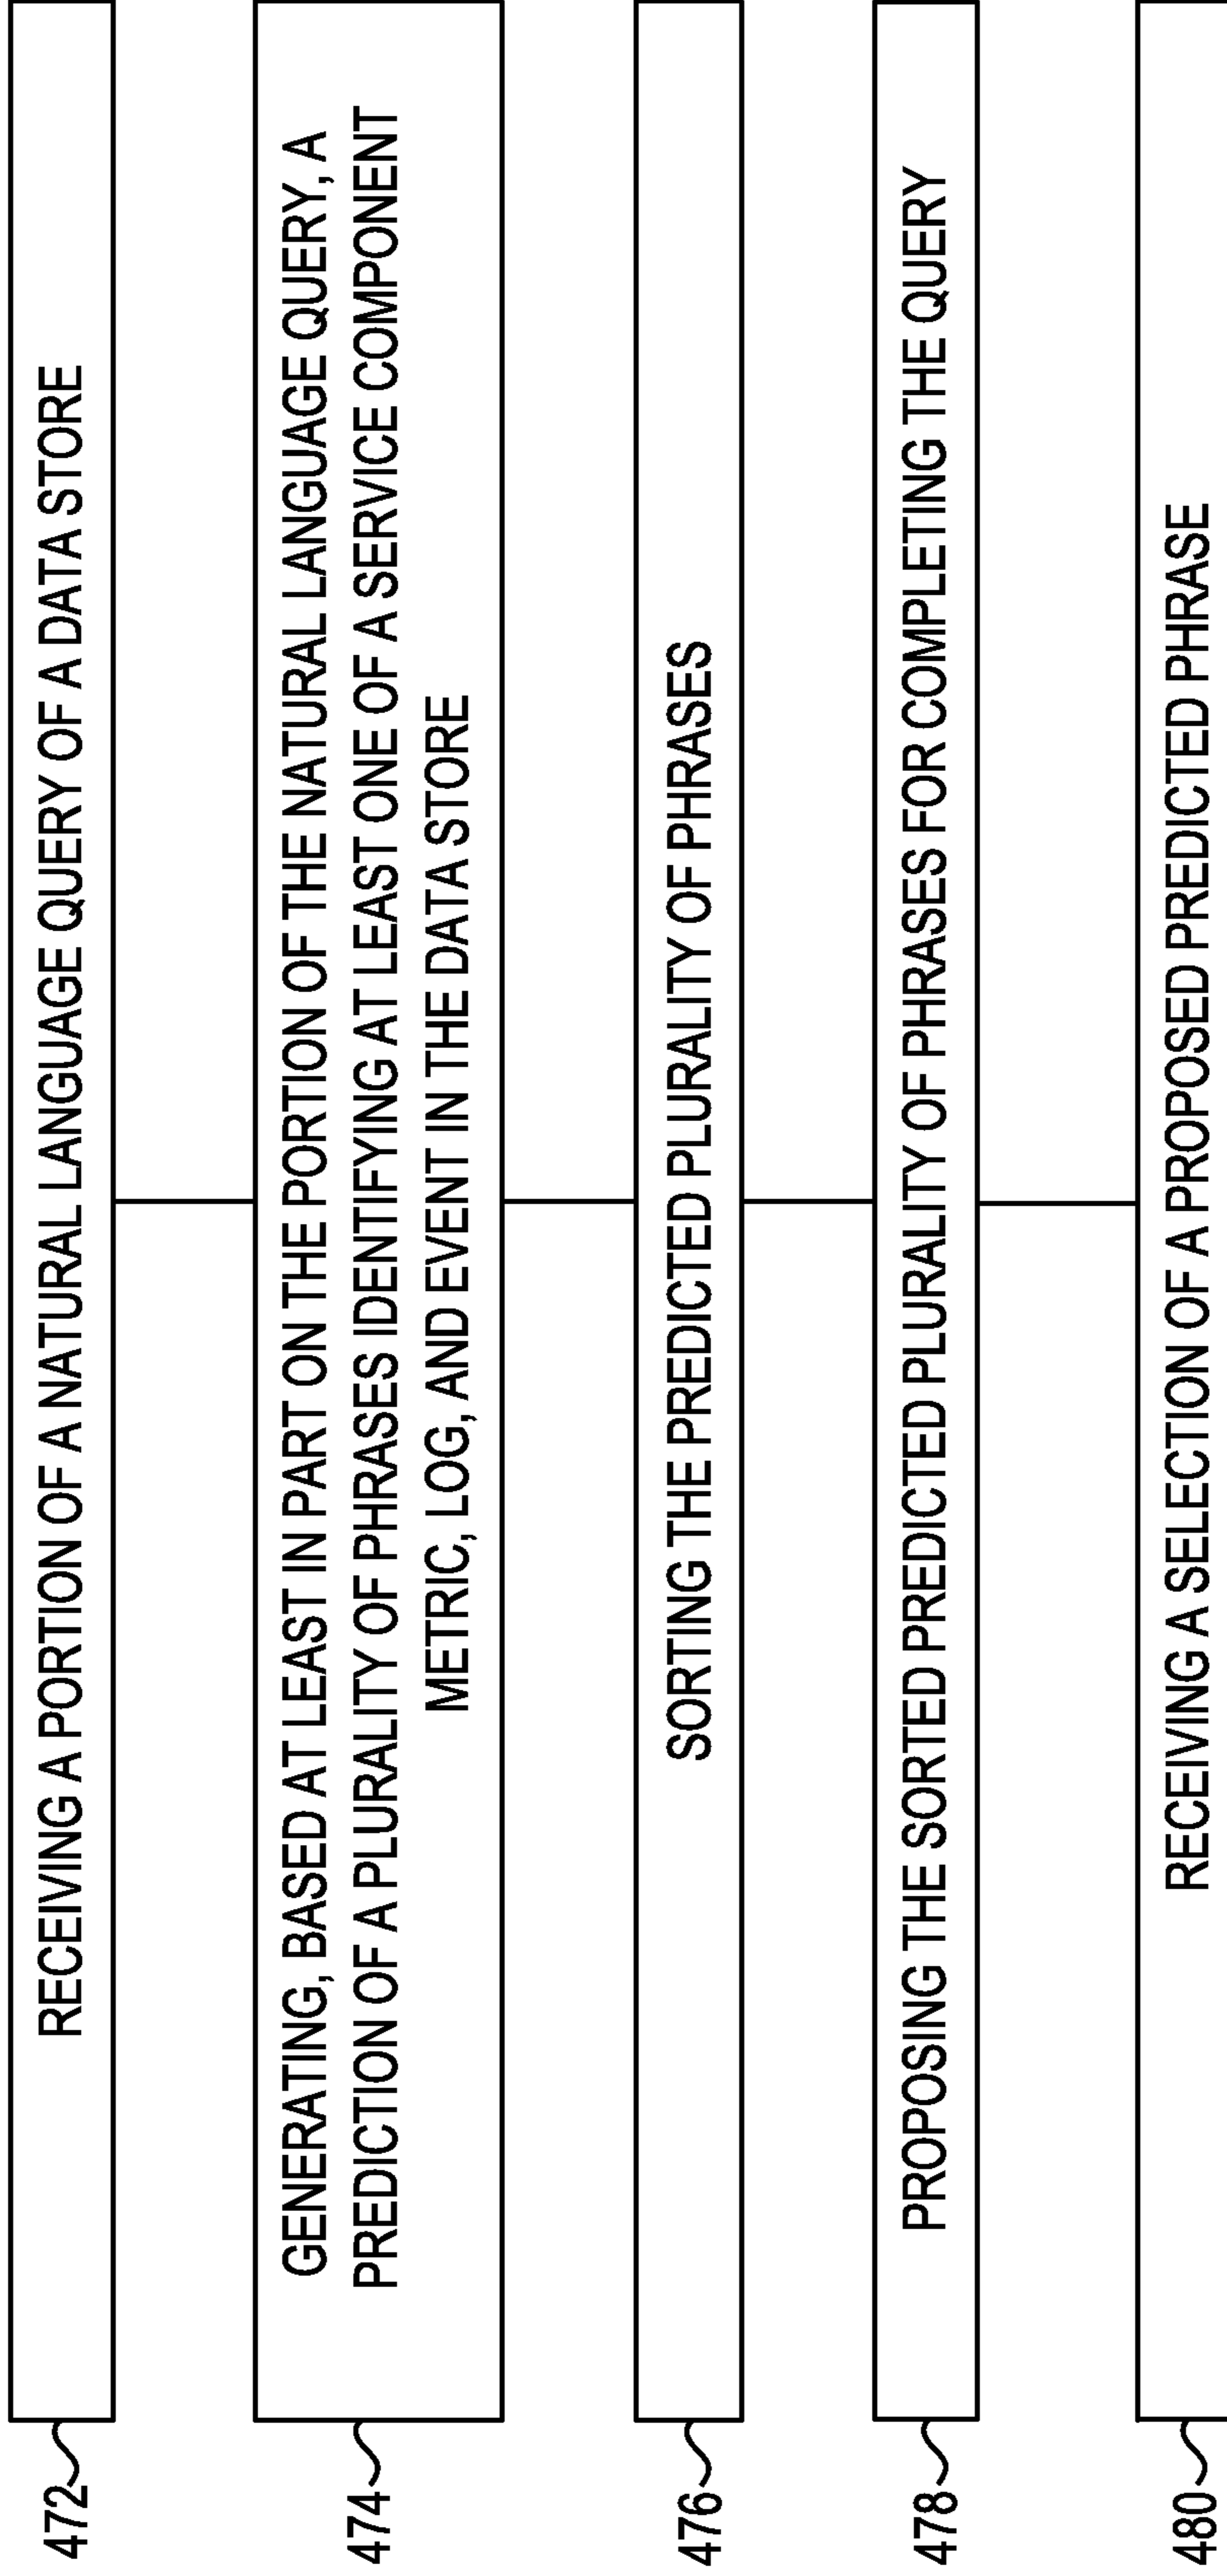 472
RECEIVING A PORTION OF A NATURAL LANGUAGE QUERY OF A DATA STORE
474
GENERATING, BASED AT LEAST IN PART ON THE PORTION OF THE NATURAL LANGUAGE QUERY, A
PREDICTION OF A PLURALITY OF PHRASES IDENTIFYING AT LEAST ONE OF A SERVICE COMPONENT
METRIC, LOG, AND EVENT IN THE DATA STORE
476
SORTING THE PREDICTED PLURALITY OF PHRASES
478
PROPOSING THE SORTED PREDICTED PLURALITY OF PHRASES FOR COMPLETING THE QUERY
480
RECEIVING A SELECTION OF A PROPOSED PREDICTED PHRASE